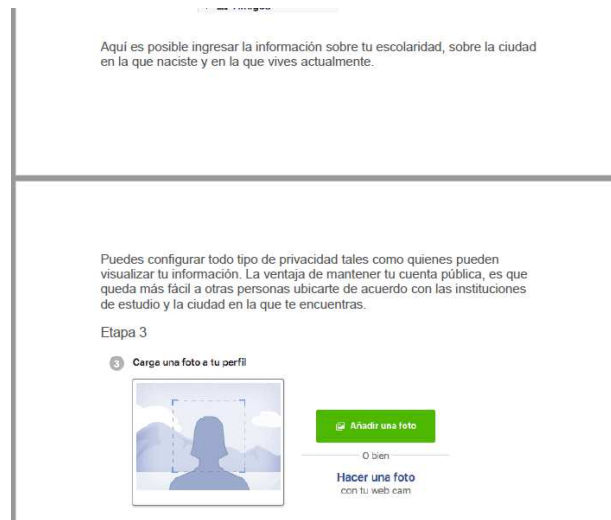 Aquí es posible ingresar la información sobre tu escolaridad, sobre la ciudad
en la que naciste y en la que vives actualmente.
Puedes configurar todo tipo de privacidad tales como quienes pueden
visualizar tu información. La ventaja de mantener tu cuenta pública, es que
queda más fácil a otras personas ubicarte de acuerdo con las instituciones
de estudio y la ciudad en la que te encuentras.
Etapa 3
3 Carga una foto a tu perfil
Añadir una foto
O bien
Hacer una foto
con tu web cam